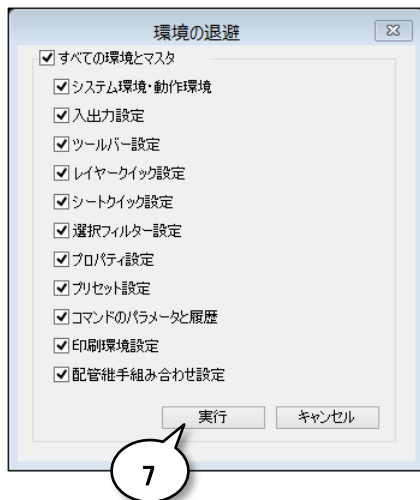 環境の退避
すべての環境とマスタ
システム環境・動作環境
入出力設定
ツールバー設定
レイヤークイック設定
シートクイック設定
選択フィルター設定
プロパティ設定
プリセット設定
コマンドのパラメータと履歴
印刷環境設定
配管継手組み合わせ設定
実行 キャンセル
7